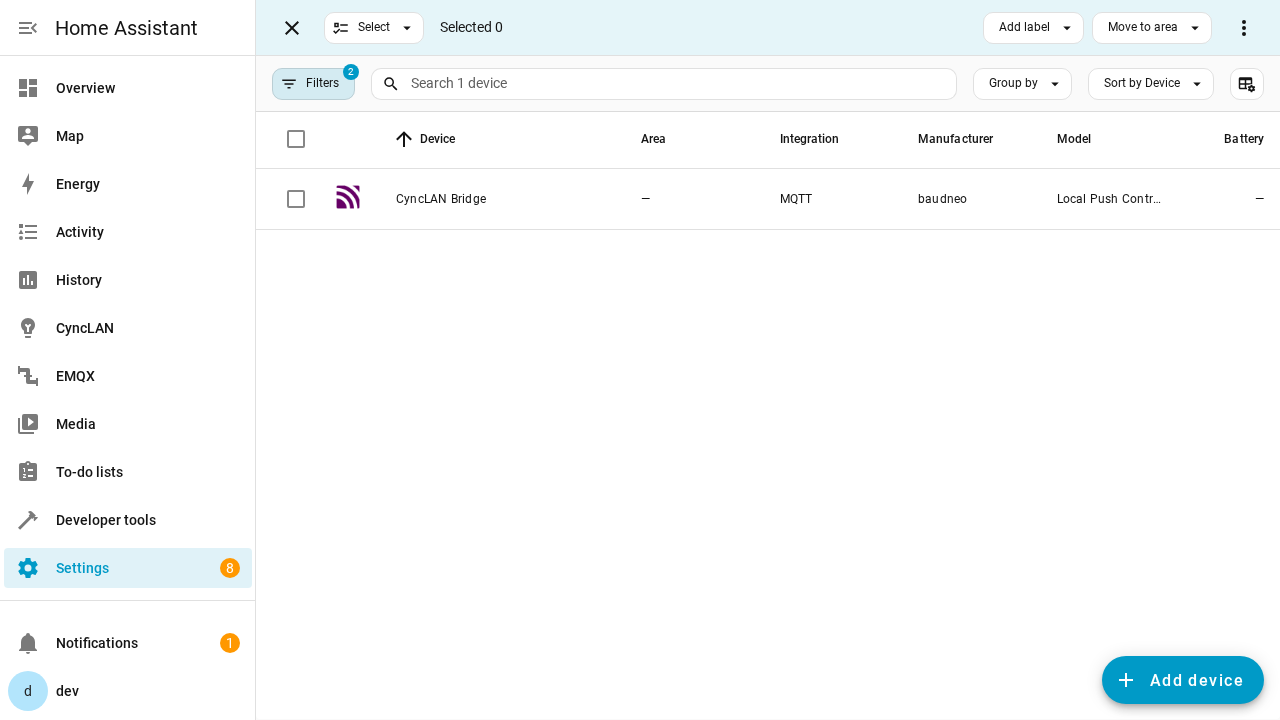 Home Assistant
Select
Selected 0
Add label
Move to area
Overview
Map
Energy
Activity
History
CyncLAN
EMQX
Media
To-do lists
Developer tools
Settings 8
Notifications 1
d dev
Filters 2
Search 1 device
Group by
Sort by Device
Device Area Integration Manufacturer Model Battery
CyncLAN Bridge — MQTT baudneo Local Push Contr... —
Add device